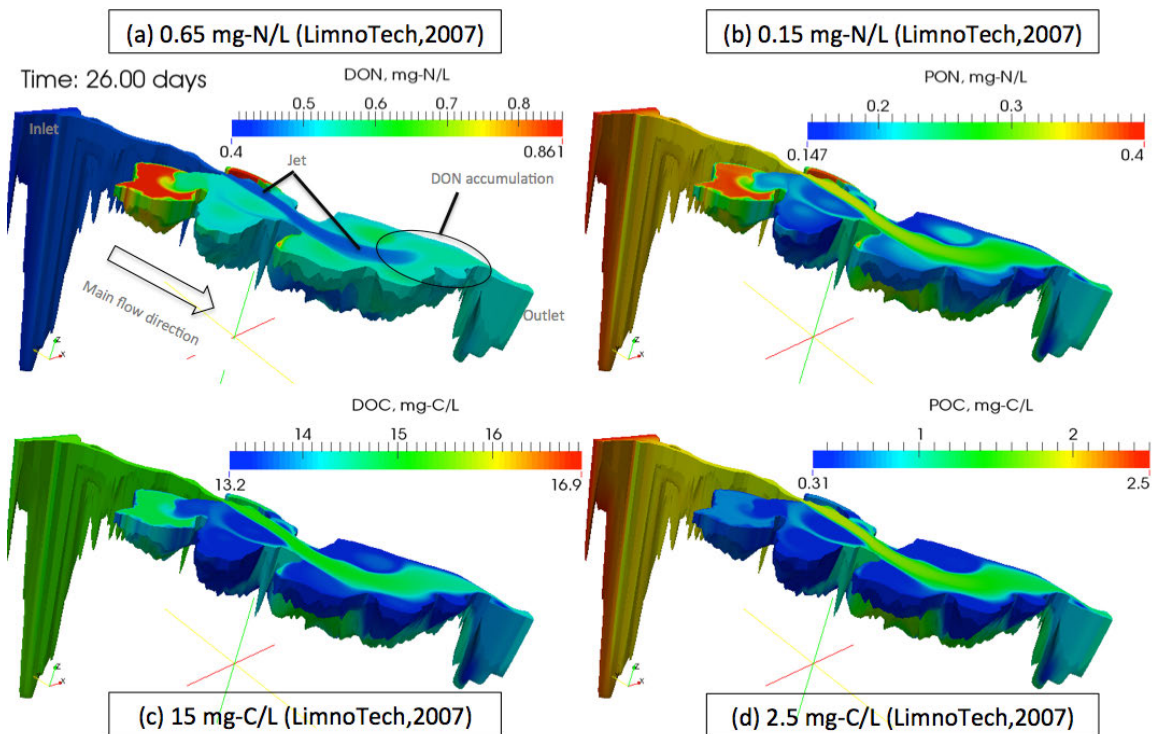 (a) 0.65 mg-N/L (LimnoTech,2007)
(b) 0.15 mg-N/L (LimnoTech,2007)
Time: 26.00 days
DON, mg-N/L
0.5 0.6 0.7 0.8
0.4 0.861
Inlet
Jet
DON accumulation
Main flow direction
Outlet
z
x
PON, mg-N/L
0.2 0.3
0.147 0.4
z
x
DOC, mg-C/L
14 15 16
13.2 16.9
z
x
POC, mg-C/L
1 2
0.31 2.5
z
x
(c) 15 mg-C/L (LimnoTech,2007)
(d) 2.5 mg-C/L (LimnoTech,2007)